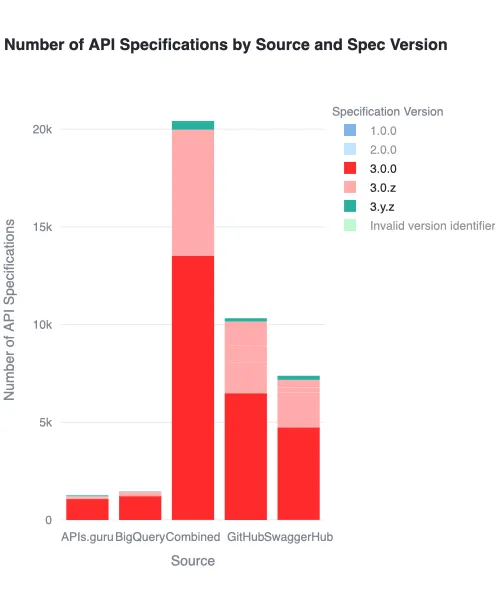 Number of API Specifications by Source and Spec Version
Specification Version
1.0.0
2.0.0
3.0.0
3.0.z
3.y.z
Invalid version identifier
Number of API Specifications
20k
15k
10k
5k
0
APIs.guru BigQuery Combined GitHub SwaggerHub
Source